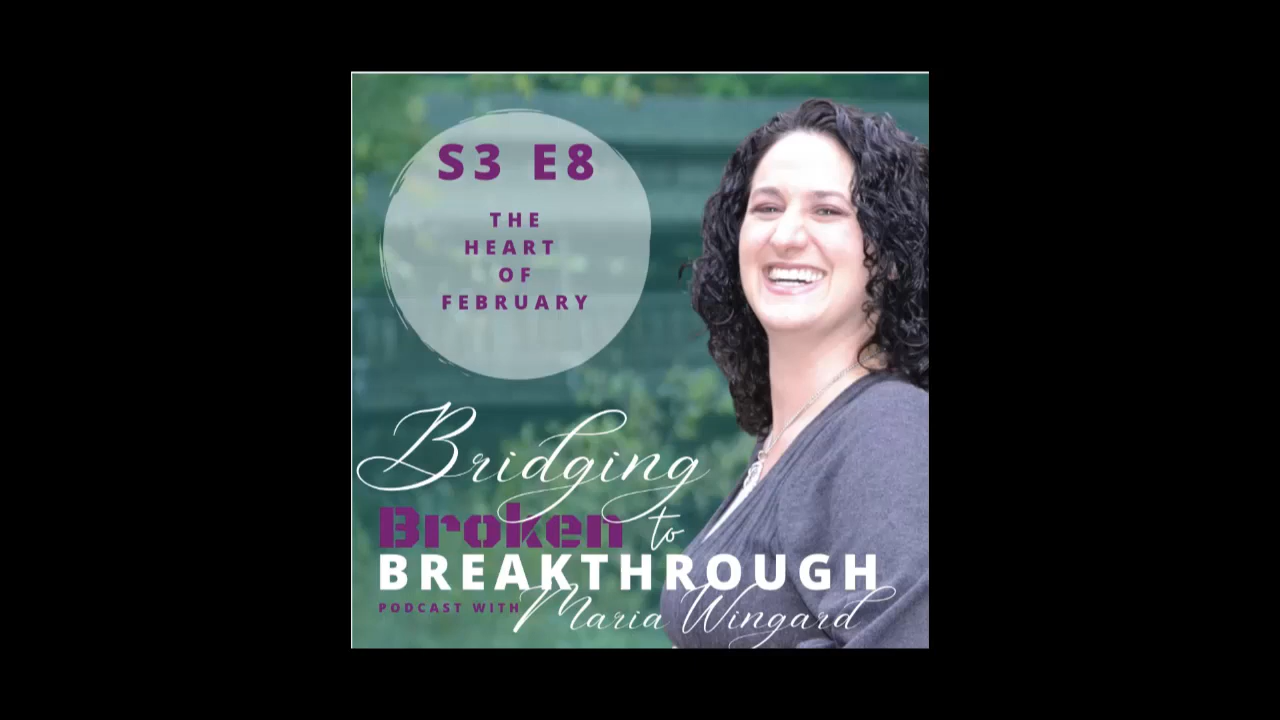 S3 E8
THE
HEART
OF
FEBRUARY
Bridging
Broken to
BREAKTHROUGH
PODCAST WITH Maria Wingard